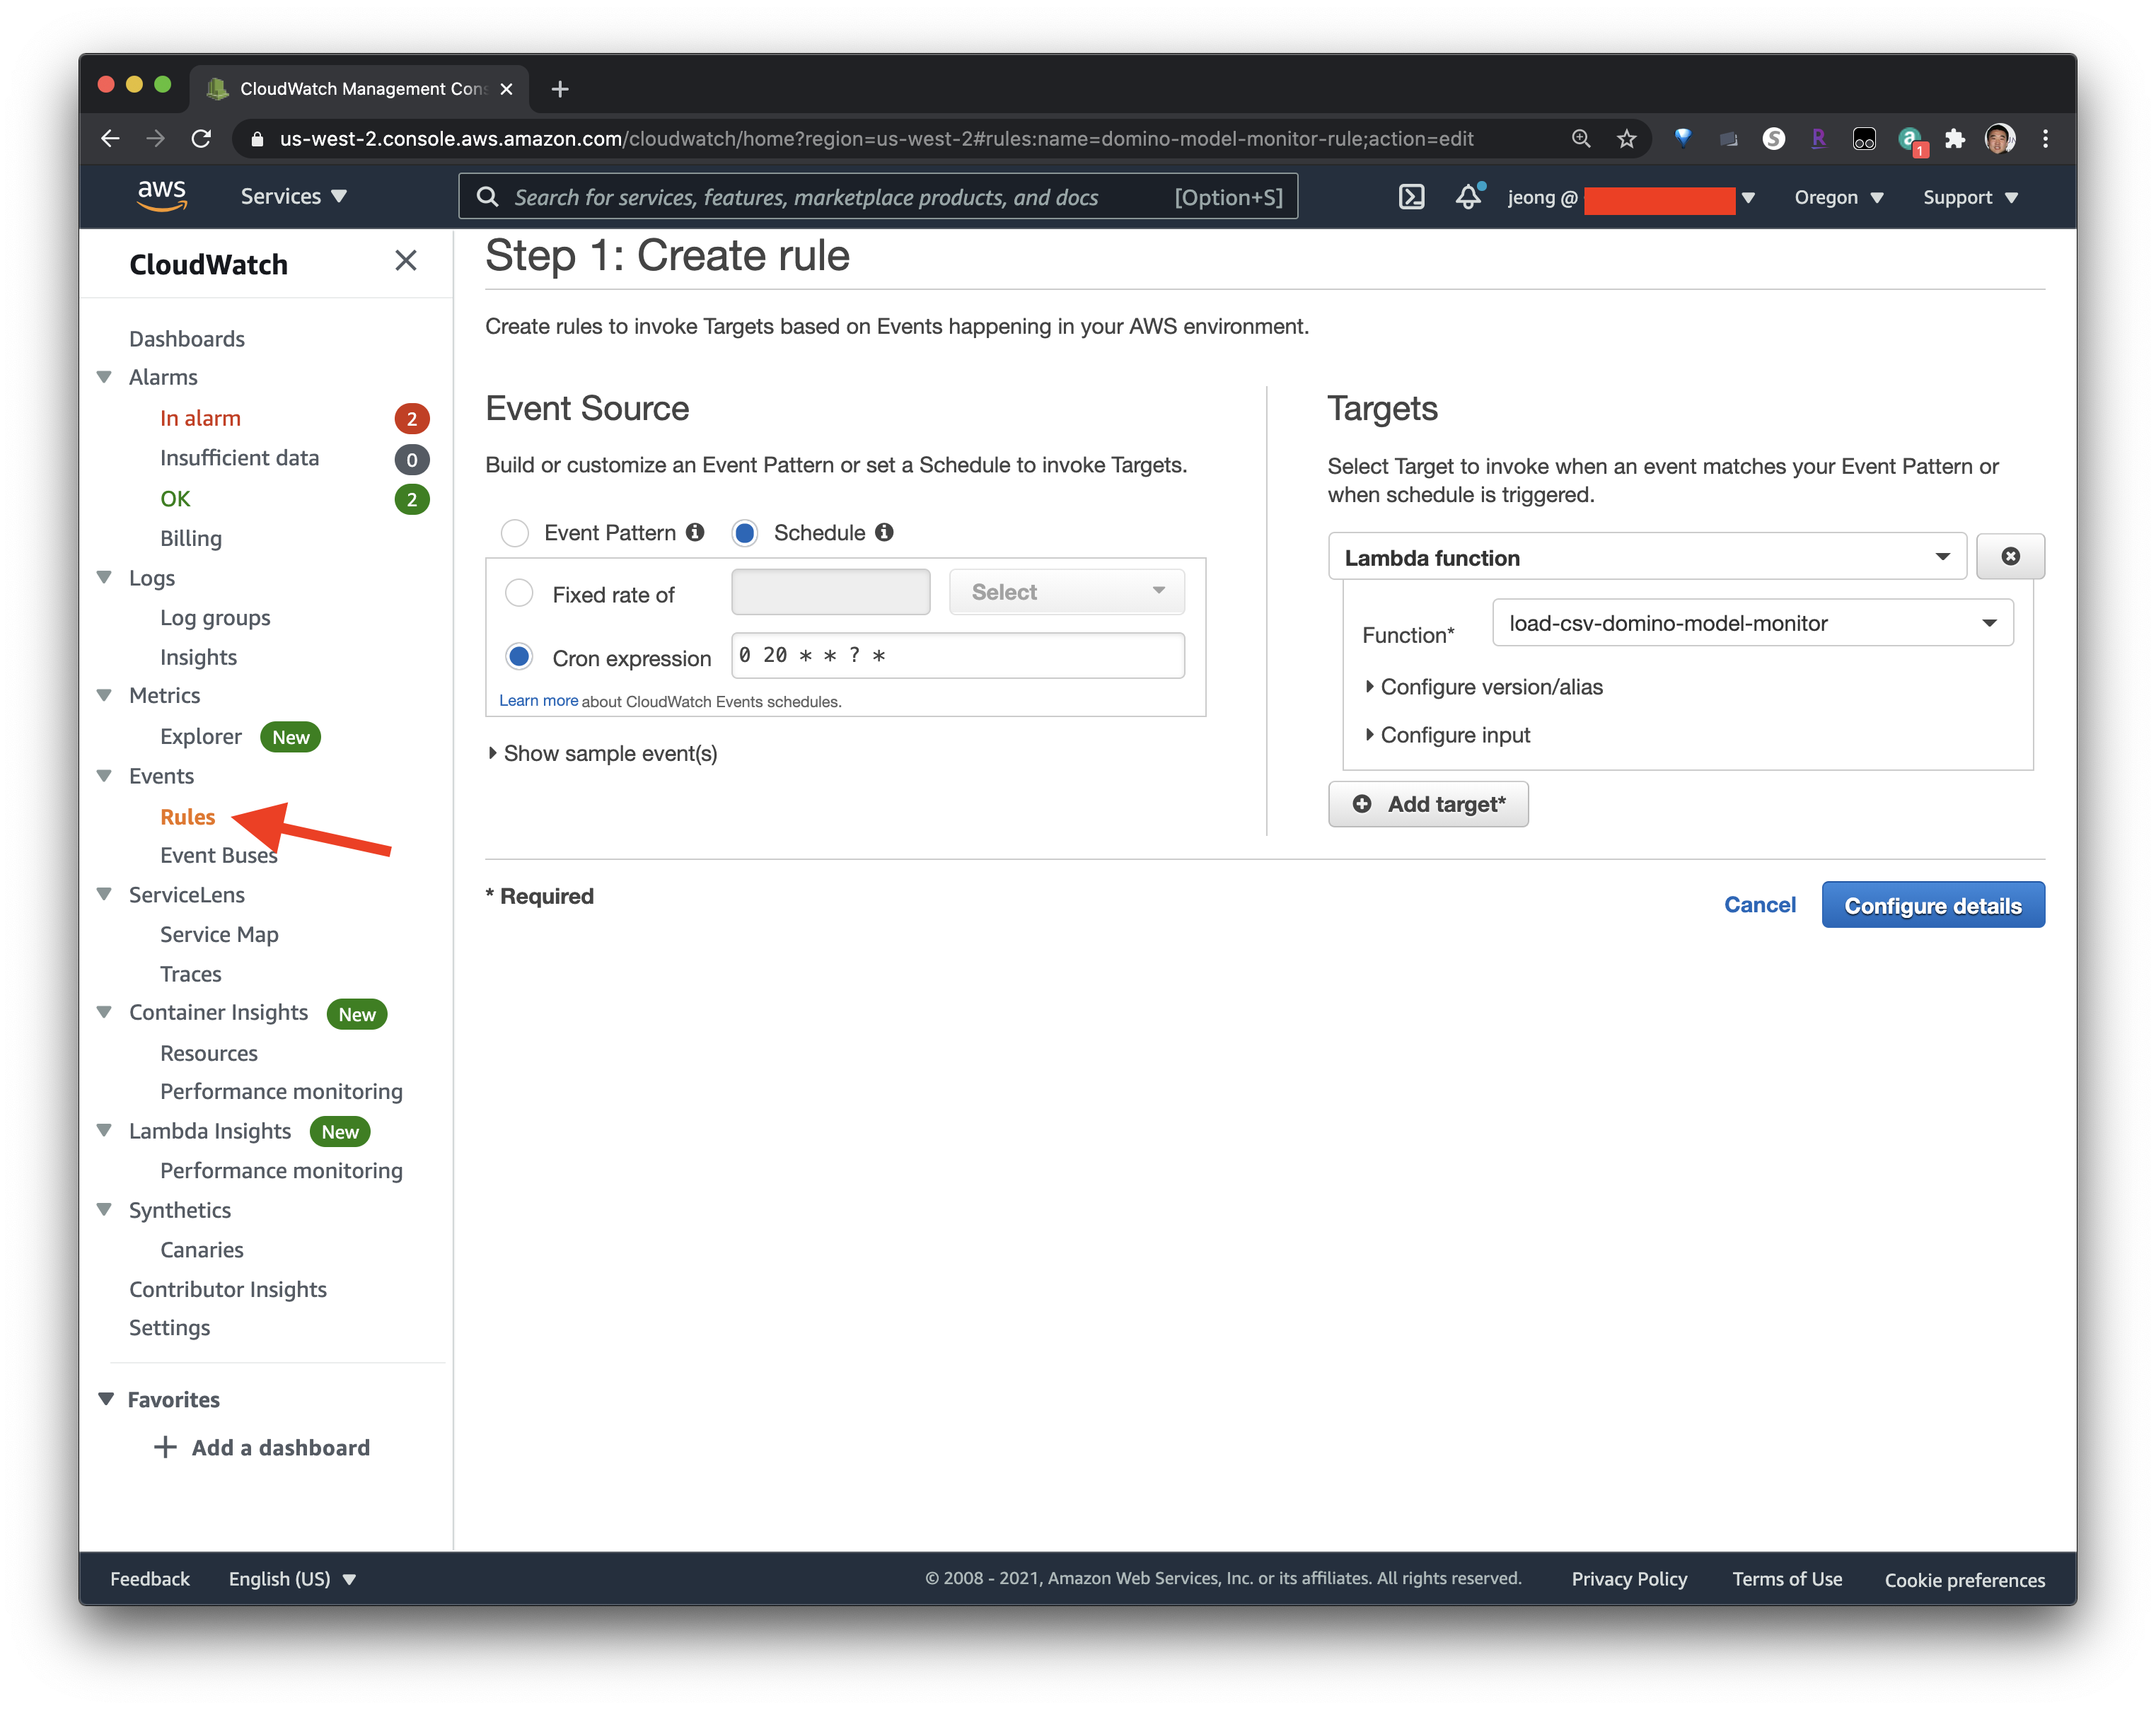 CloudWatch Management Con
us-west-2.console.aws.amazon.com/cloudwatch/home?region=us-west-2#rules:name=domino-model-monitor-rule;action=edit
1
aws
Services
Search for services, features, marketplace products, and docs
[Option+S]
jeong @
Oregon
Support
CloudWatch
Dashboards
Alarms
In alarm 2
Insufficient data 0
OK 2
Billing
Logs
Log groups
Insights
Metrics
Explorer New
Events
Rules
Event Buses
ServiceLens
Service Map
Traces
Container Insights New
Resources
Performance monitoring
Lambda Insights New
Performance monitoring
Synthetics
Canaries
Contributor Insights
Settings
Favorites
Add a dashboard
Step 1: Create rule
Create rules to invoke Targets based on Events happening in your AWS environment.
Event Source
Build or customize an Event Pattern or set a Schedule to invoke Targets.
Event Pattern
Schedule
Fixed rate of
Select
Cron expression
0 20 * * ? *
Learn more about CloudWatch Events schedules.
Show sample event(s)
Targets
Select Target to invoke when an event matches your Event Pattern or
when schedule is triggered.
Lambda function
Function*
load-csv-domino-model-monitor
Configure version/alias
Configure input
Add target*
* Required
Cancel
Configure details
Feedback
English (US)
© 2008 - 2021, Amazon Web Services, Inc. or its affiliates. All rights reserved.
Privacy Policy
Terms of Use
Cookie preferences